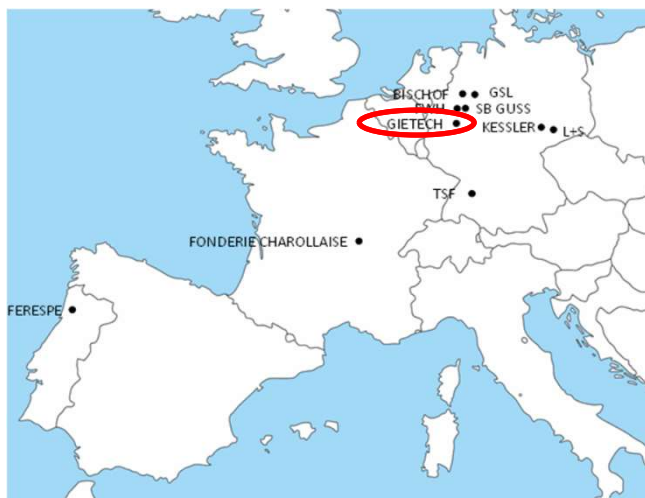 BISCHOF
GSL
SB GUSS
GIETECH
KESSLER
L+S
TSF
FONDERIE CHAROLLAISE
FERESPE